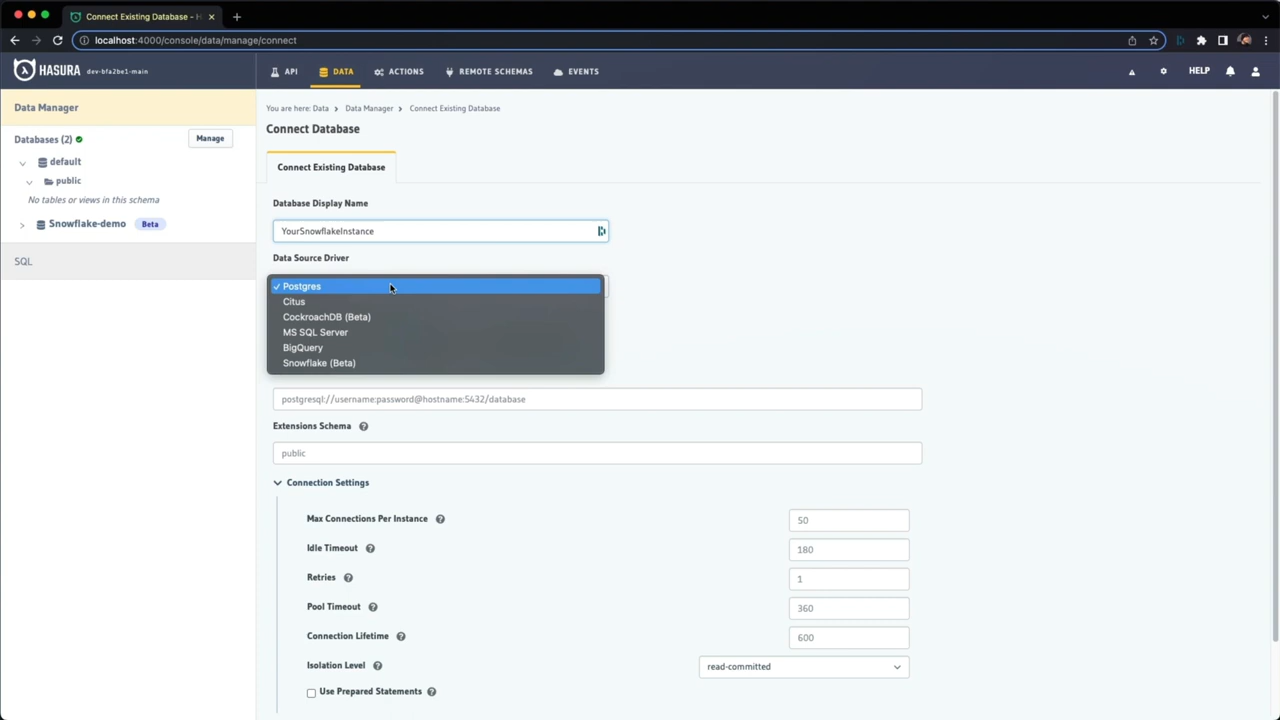 Connect Existing Database - H
localhost:4000/console/data/manage/connect
HASURA dev-bfa2be1-main
API DATA ACTIONS REMOTE SCHEMAS EVENTS HELP
Data Manager
You are here: Data > Data Manager > Connect Existing Database
Connect Database
Databases (2) Manage
default
public
No tables or views in this schema
Snowflake-demo Beta
SQL
Connect Existing Database
Database Display Name
YourSnowflakeInstance
Data Source Driver
✓ Postgres
Citus
CockroachDB (Beta)
MS SQL Server
BigQuery
Snowflake (Beta)
postgresql://username:password@hostname:5432/database
Extensions Schema
public
Connection Settings
Max Connections Per Instance 50
Idle Timeout 180
Retries 1
Pool Timeout 360
Connection Lifetime 600
Isolation Level read-committed
Use Prepared Statements